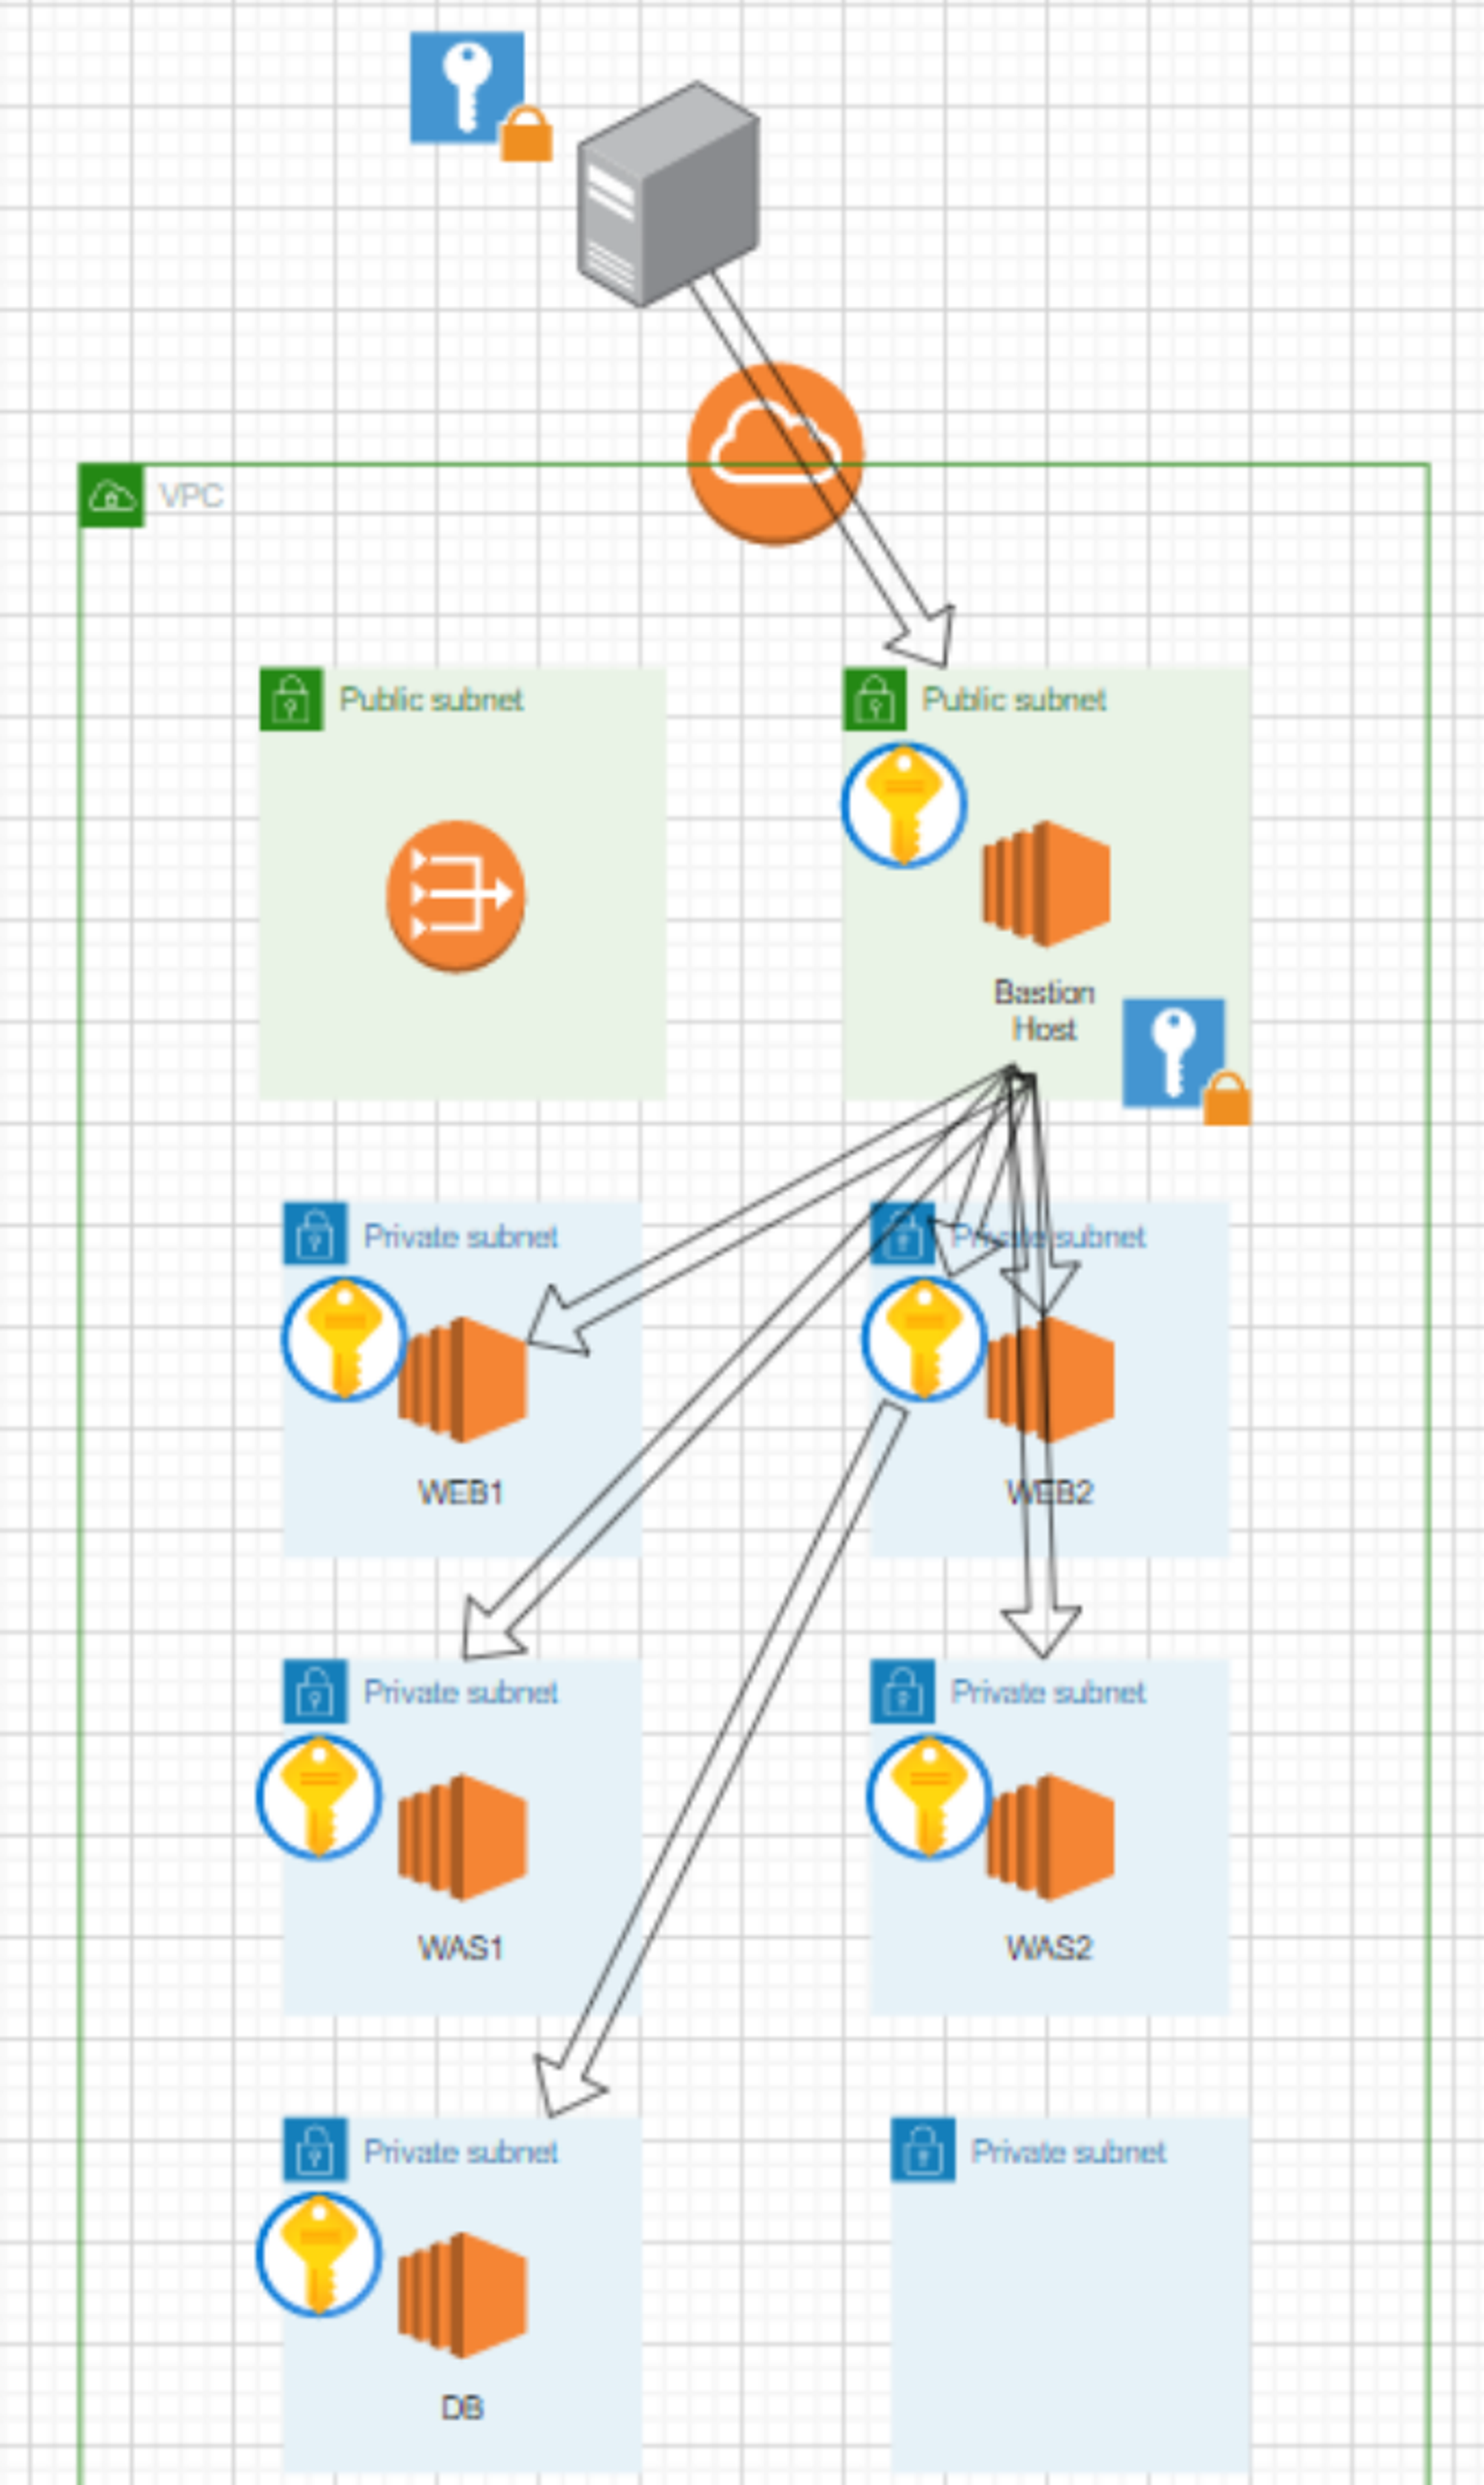 VPC
Public subnet
Public subnet
Bastion
Host
Private subnet
Private subnet
WEB1
WEB2
Private subnet
Private subnet
WAS1
WAS2
Private subnet
Private subnet
DB